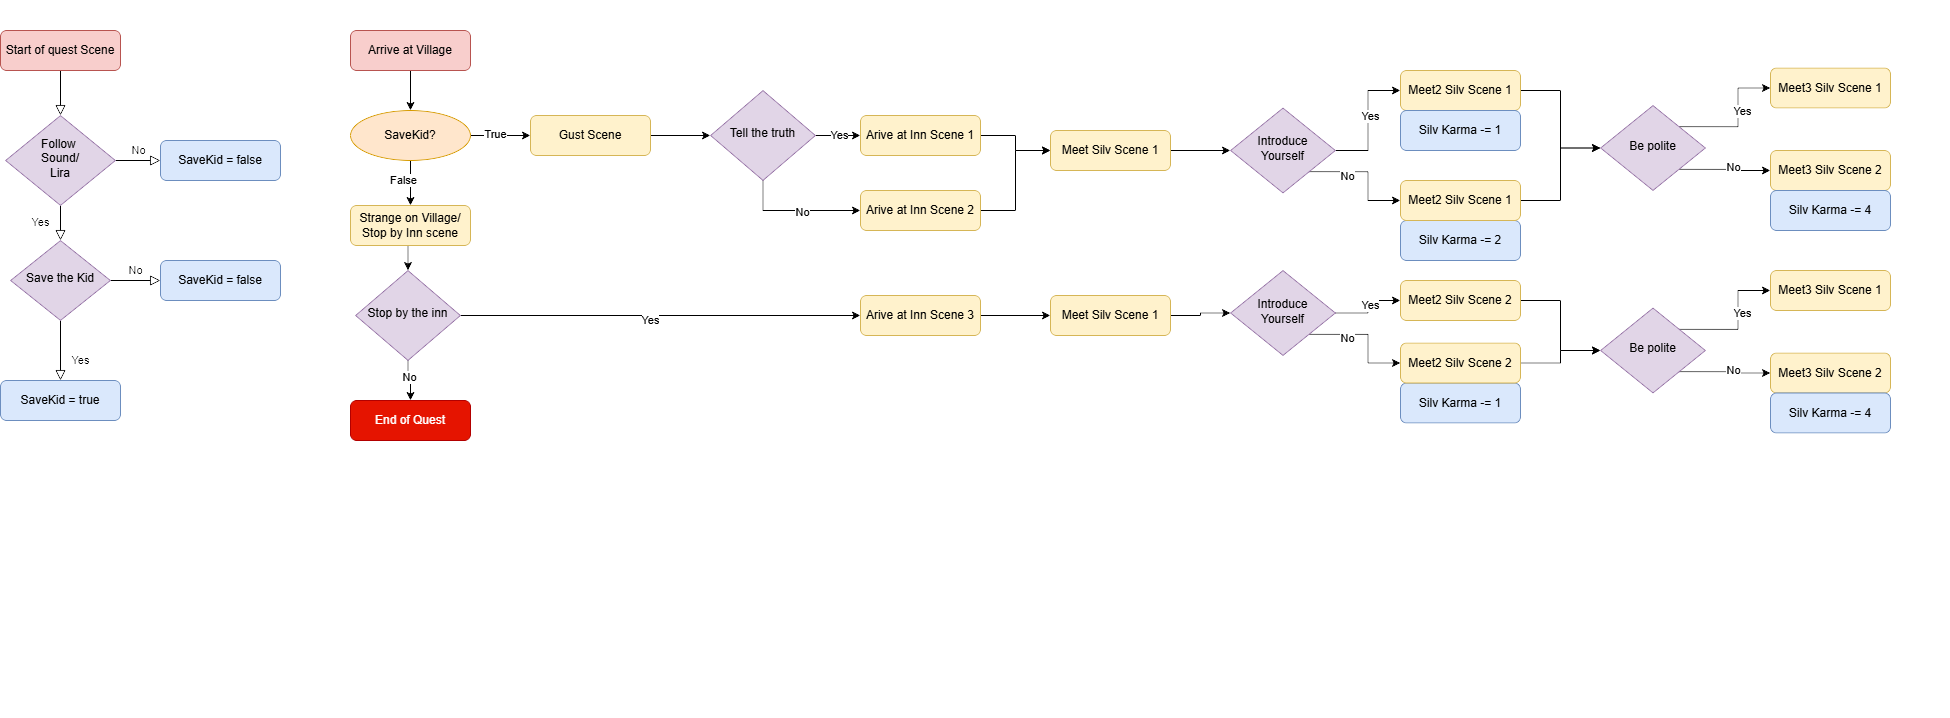 Start of quest Scene
Follow
Sound/
Lira
No
SaveKid = false
Yes
Save the Kid
No
SaveKid = false
Yes
SaveKid = true
Arrive at Village
SaveKid?
True
Gust Scene
Tell the truth
Yes
Arive at Inn Scene 1
No
Arive at Inn Scene 2
Meet Silv Scene 1
Introduce
Yourself
Yes
Meet2 Silv Scene 1
Silv Karma -= 1
No
Meet2 Silv Scene 1
Silv Karma -= 2
Be polite
Yes
Meet3 Silv Scene 1
No
Meet3 Silv Scene 2
Silv Karma -= 4
False
Strange on Village/
Stop by Inn scene
Stop by the inn
Yes
Arive at Inn Scene 3
Meet Silv Scene 1
Introduce
Yourself
Yes
Meet2 Silv Scene 2
No
Meet2 Silv Scene 2
Silv Karma -= 1
Be polite
Yes
Meet3 Silv Scene 1
No
Meet3 Silv Scene 2
Silv Karma -= 4
No
End of Quest